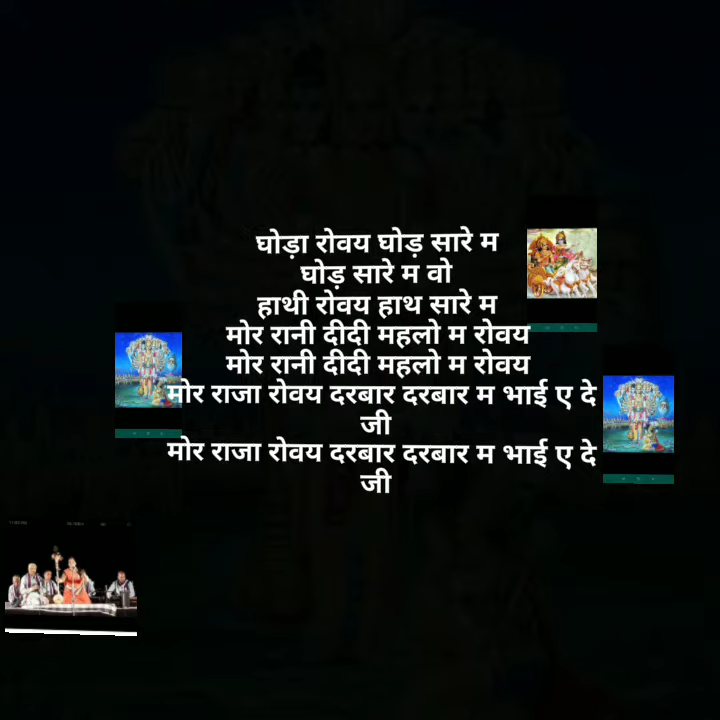 घोड़ा रोवय घोड़ सारे म
घोड़ सारे म वो
हाथी रोवय हाथ सारे म
मोर रानी दीदी महलो म रोवय
मोर रानी दीदी महलो म रोवय
मोर राजा रोवय दरबार दरबार म भाई ए दे
जी
मोर राजा रोवय दरबार दरबार म भाई ए दे
जी